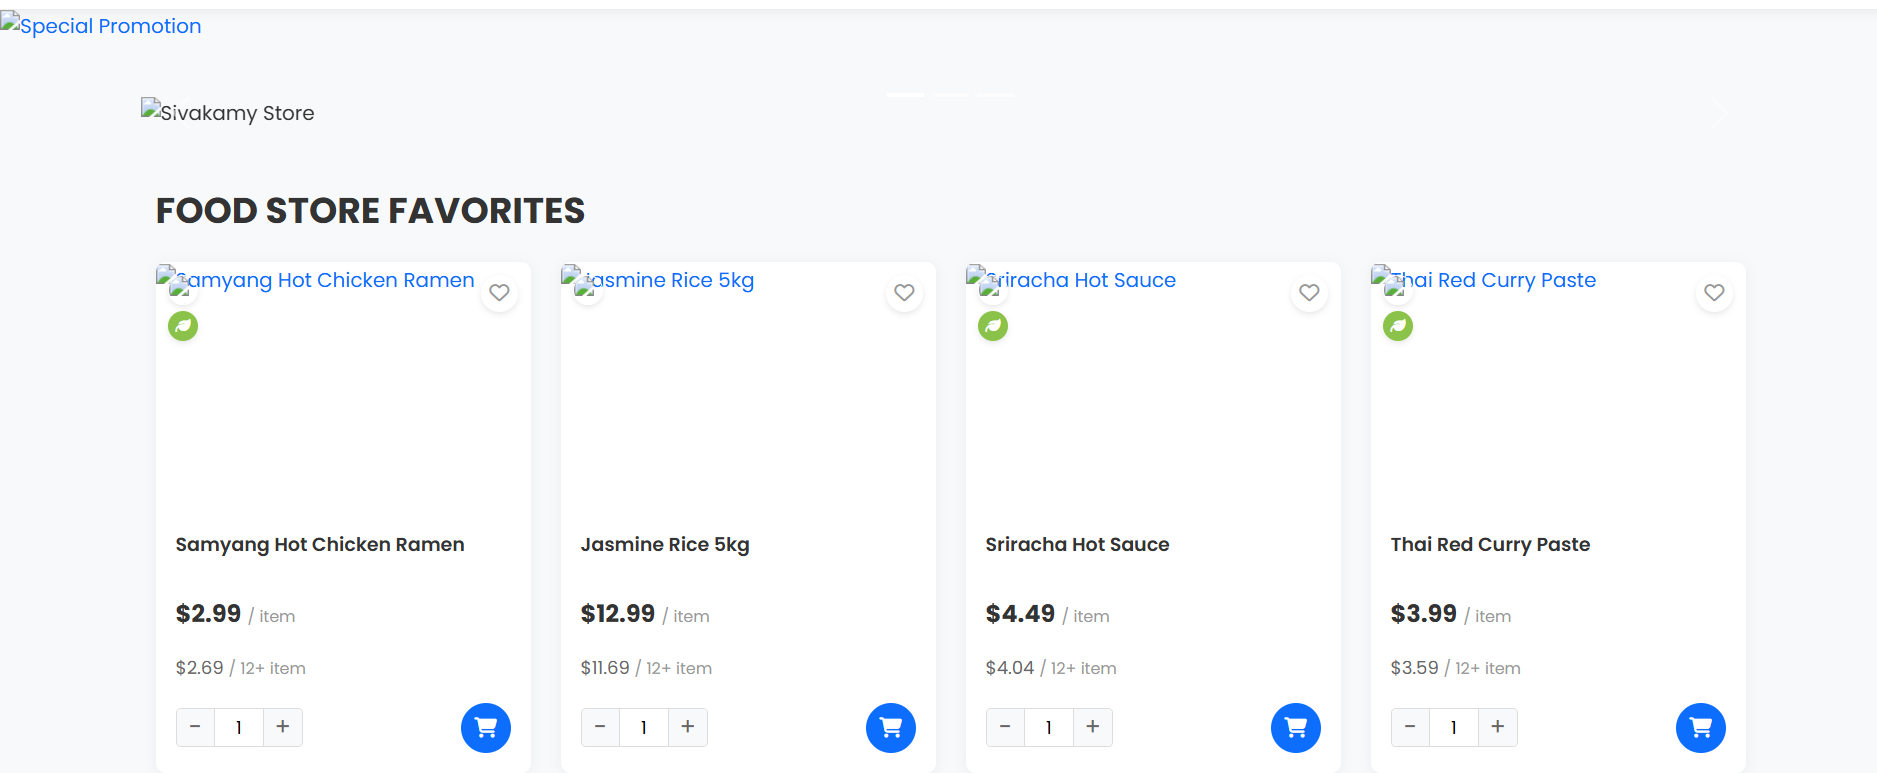 Special Promotion
Sivakamy Store
FOOD STORE FAVORITES
Samyang Hot Chicken Ramen
Jasmine Rice 5kg
Sriracha Hot Sauce
Thai Red Curry Paste
Samyang Hot Chicken Ramen
Jasmine Rice 5kg
Sriracha Hot Sauce
Thai Red Curry Paste
$2.99 / item
$12.99 / item
$4.49 / item
$3.99 / item
$2.69 / 12+ item
$11.69 / 12+ item
$4.04 / 12+ item
$3.59 / 12+ item
− 1 +
− 1 +
− 1 +
− 1 +